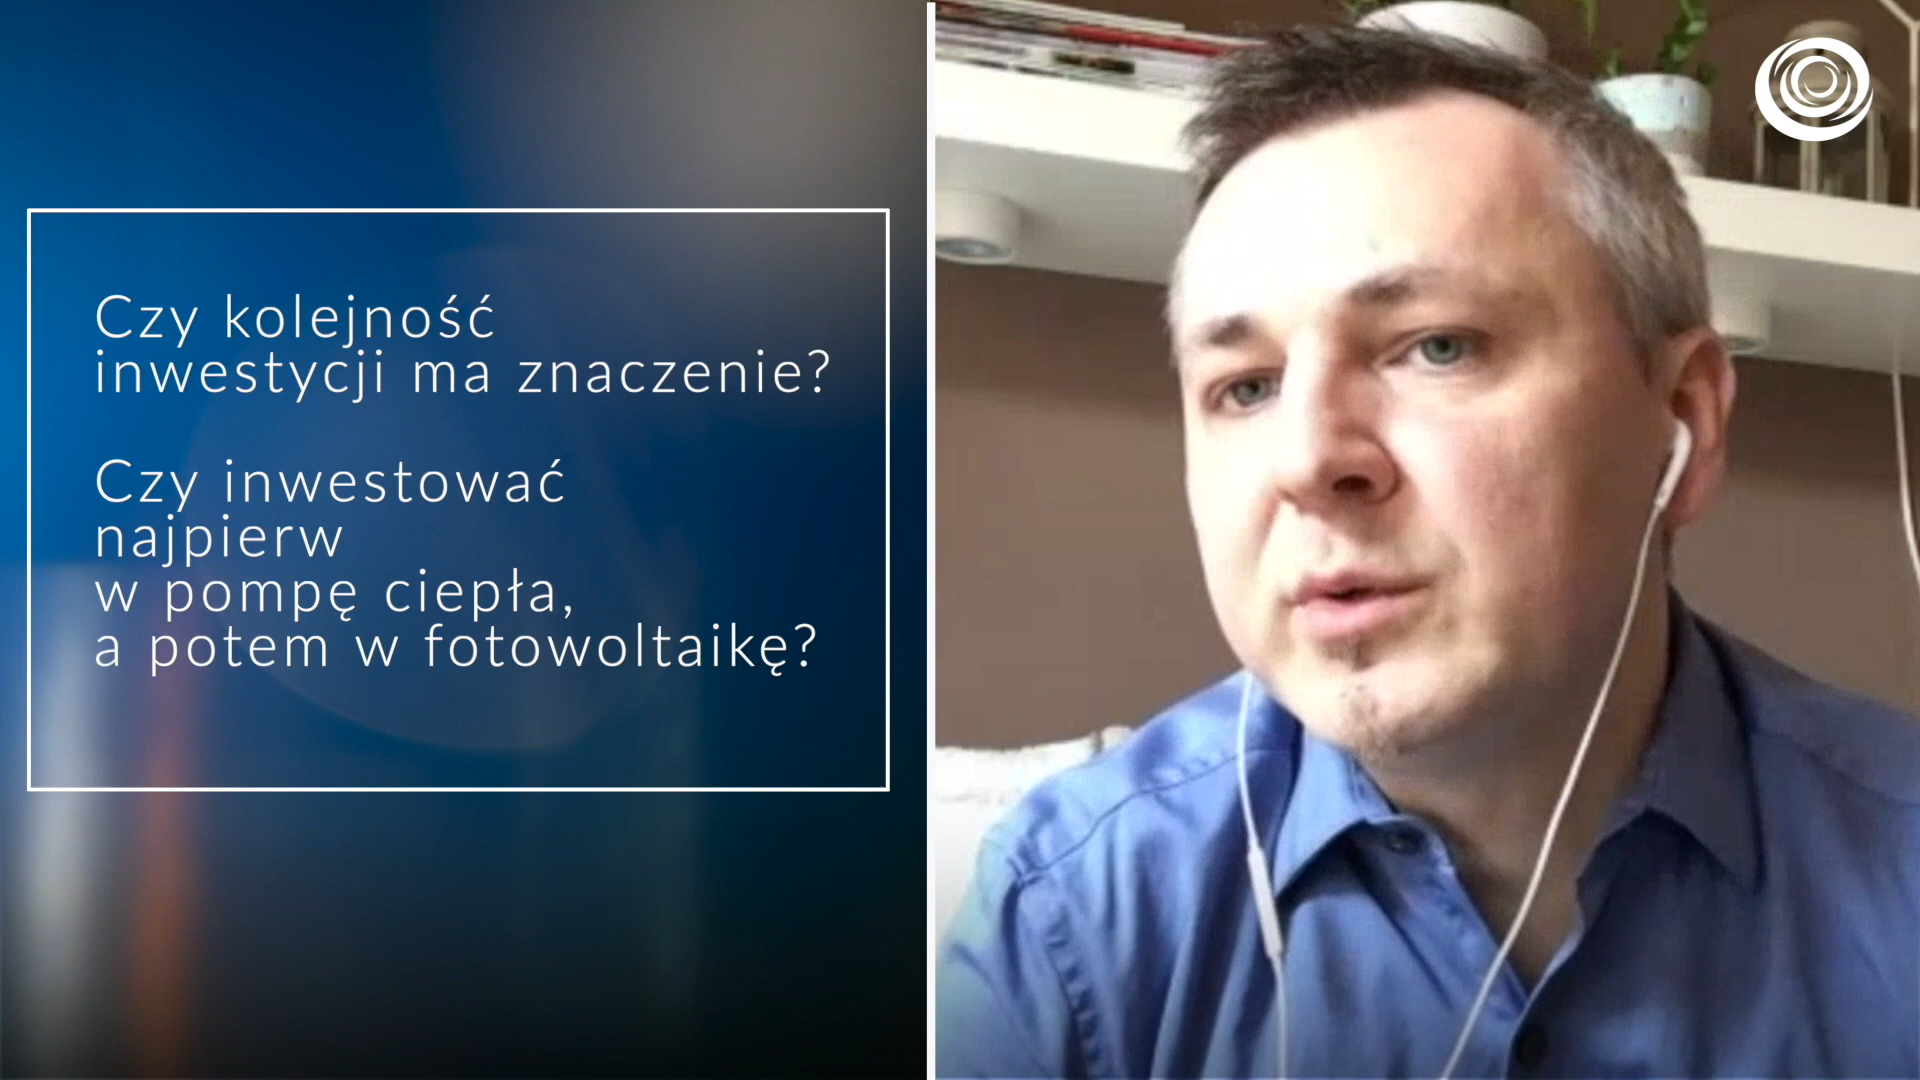 Czy kolejność
inwestycji ma znaczenie?
Czy inwestować
najpierw
w pompę ciepła,
a potem w fotowoltaikę?